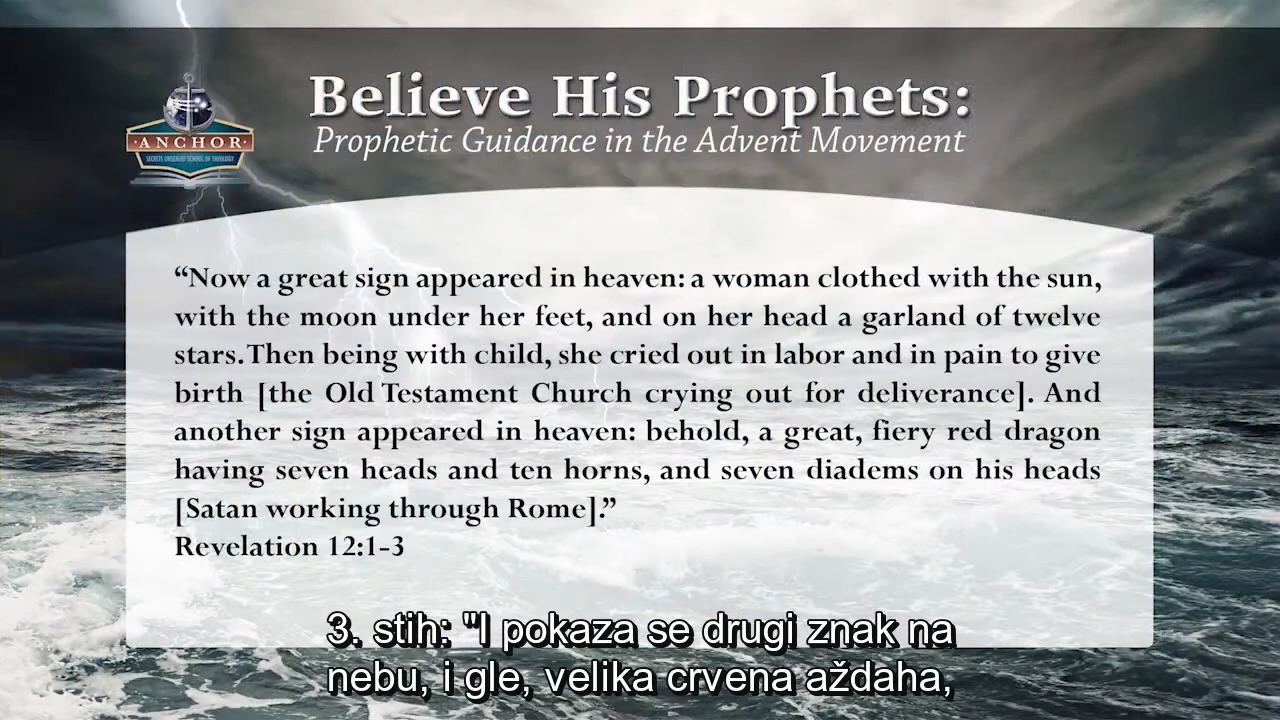 Believe His Prophets:
Prophetic Guidance in the Advent Movement
·ANCHOR·
SECRETS UNSEALED SCHOOL OF THEOLOGY
“Now a great sign appeared in heaven: a woman clothed with the sun,
with the moon under her feet, and on her head a garland of twelve
stars. Then being with child, she cried out in labor and in pain to give
birth [the Old Testament Church crying out for deliverance]. And
another sign appeared in heaven: behold, a great, fiery red dragon
having seven heads and ten horns, and seven diadems on his heads
[Satan working through Rome].”
Revelation 12:1-3
3. stih: "I pokaza se drugi znak na
nebu, i gle, velika crvena aždaha,